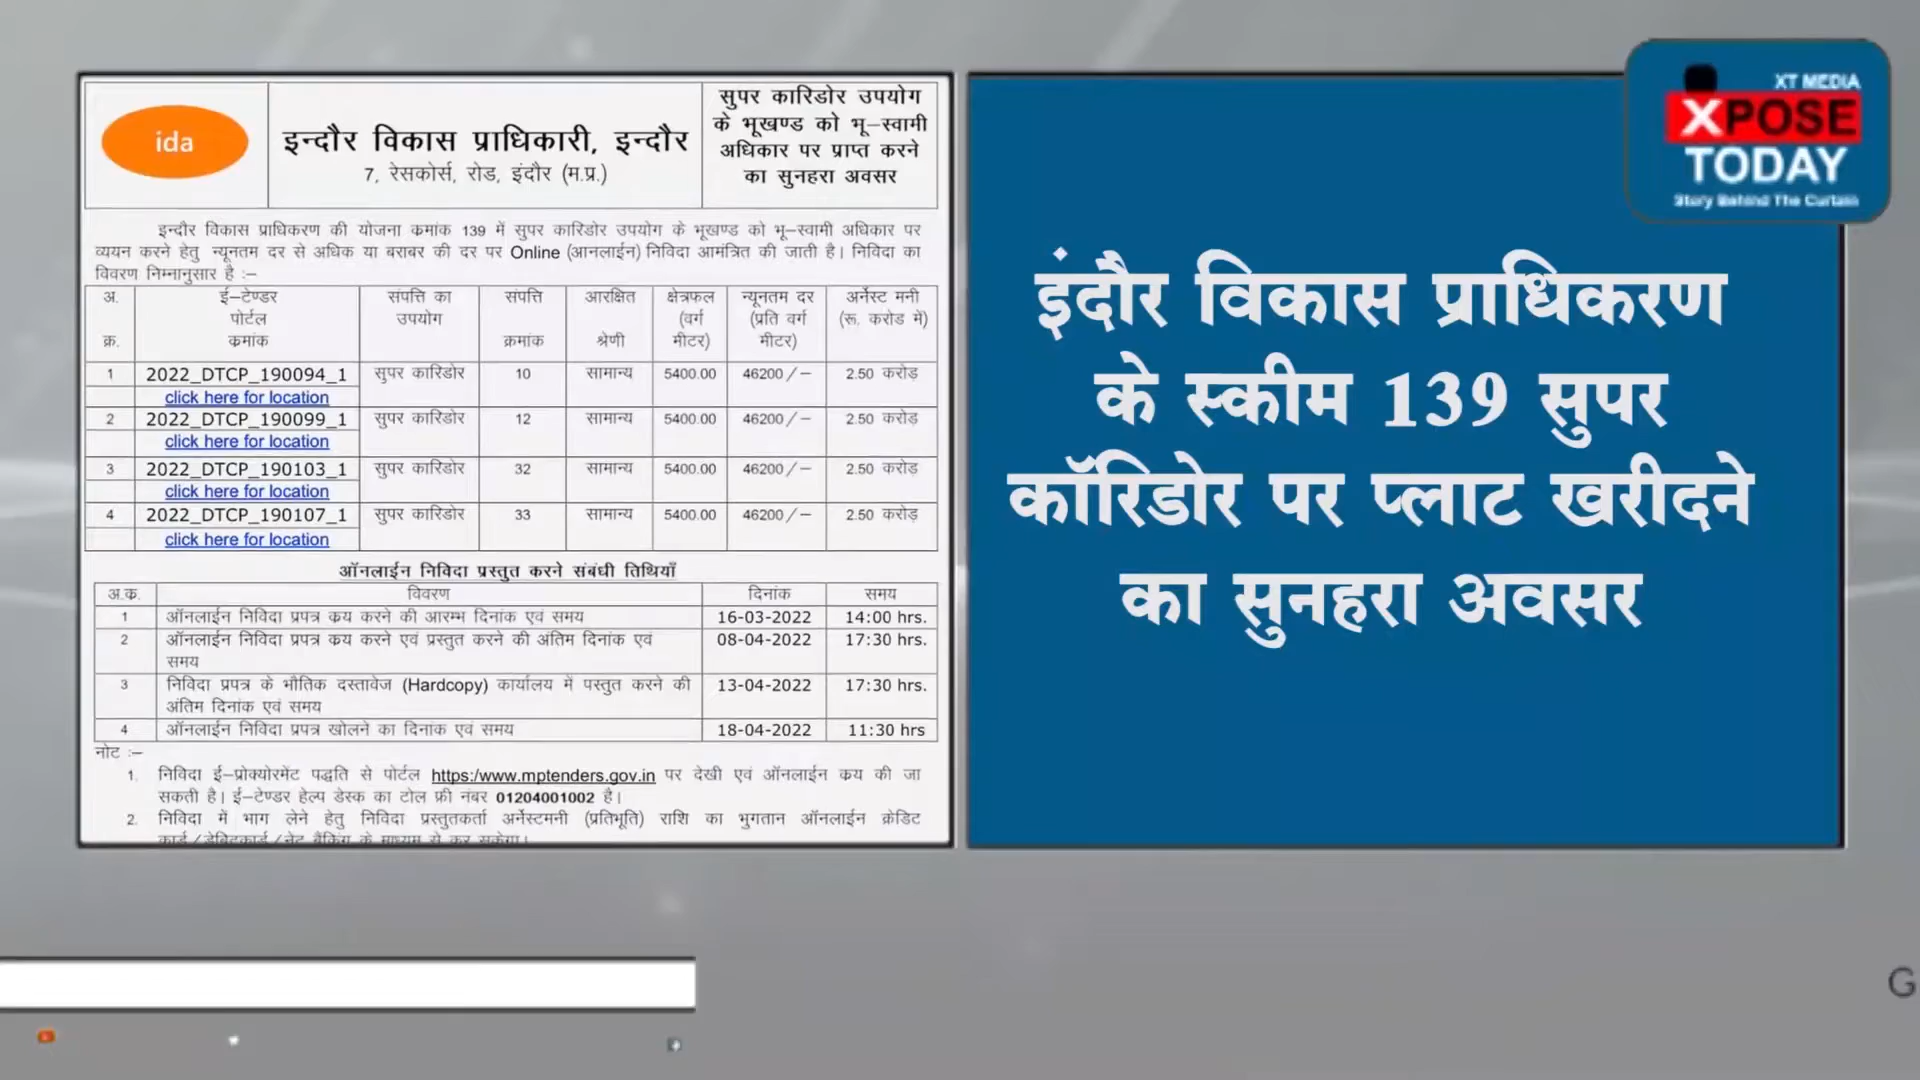 ida
इन्दौर विकास प्राधिकारी, इन्दौर
7, रेसकोर्स, रोड, इंदौर (म.प्र.)
सुपर कारिडोर उपयोग
के भूखण्ड को भू–स्वामी
अधिकार पर प्राप्त करने
का सुनहरा अवसर
इन्दौर विकास प्राधिकरण की योजना क्रमांक 139 में सुपर कारिडोर उपयोग के भूखण्ड को भू–स्वामी अधिकार पर
व्ययन करने हेतु न्यूनतम दर से अधिक या बराबर की दर पर Online (आनलाईन) निविदा आमंत्रित की जाती है। निविदा का
विवरण निम्नानुसार है :–
अ. क्र. ई–टेण्डर पोर्टल क्रमांक संपत्ति का उपयोग संपत्ति क्रमांक आरक्षित श्रेणी क्षेत्रफल (वर्ग मीटर) न्यूनतम दर (प्रति वर्ग मीटर) अर्नेस्ट मनी (रू. करोड में)
1 2022_DTCP_190094_1 सुपर कारिडोर 10 सामान्य 5400.00 46200/– 2.50 करोड़
click here for location
2 2022_DTCP_190099_1 सुपर कारिडोर 12 सामान्य 5400.00 46200/– 2.50 करोड़
click here for location
3 2022_DTCP_190103_1 सुपर कारिडोर 32 सामान्य 5400.00 46200/– 2.50 करोड़
click here for location
4 2022_DTCP_190107_1 सुपर कारिडोर 33 सामान्य 5400.00 46200/– 2.50 करोड़
click here for location
ऑनलाईन निविदा प्रस्तुत करने संबंधी तिथियाँ
अ.क्र. विवरण दिनांक समय
1 ऑनलाईन निविदा प्रपत्र क्रय करने की आरम्भ दिनांक एवं समय 16-03-2022 14:00 hrs.
2 ऑनलाईन निविदा प्रपत्र क्रय करने एवं प्रस्तुत करने की अंतिम दिनांक एवं 08-04-2022 17:30 hrs.
समय
3 निविदा प्रपत्र के भौतिक दस्तावेज (Hardcopy) कार्यालय में पस्तुत करने की 13-04-2022 17:30 hrs.
अंतिम दिनांक एवं समय
4 ऑनलाईन निविदा प्रपत्र खोलने का दिनांक एवं समय 18-04-2022 11:30 hrs
नोट :–
1. निविदा ई–प्रोक्योरमेंट पद्धति से पोर्टल https:/www.mptenders.gov.in पर देखी एवं ऑनलाईन क्रय की जा
सकती है। ई–टेण्डर हेल्प डेस्क का टोल फ्री नंबर 01204001002 है।
2. निविदा में भाग लेने हेतु निविदा प्रस्तुतकर्ता अर्नेस्टमनी (प्रतिभूति) राशि का भुगतान ऑनलाईन क्रेडिट
कार्ड/डेबिटकार्ड/नेट बैंकिंग के माध्यम से कर सकेगा।
XT MEDIA
XPOSE
TODAY
Story Behind The Curtain
इंदौर विकास प्राधिकरण
के स्कीम 139 सुपर
कॉरिडोर पर प्लाट खरीदने
का सुनहरा अवसर
G